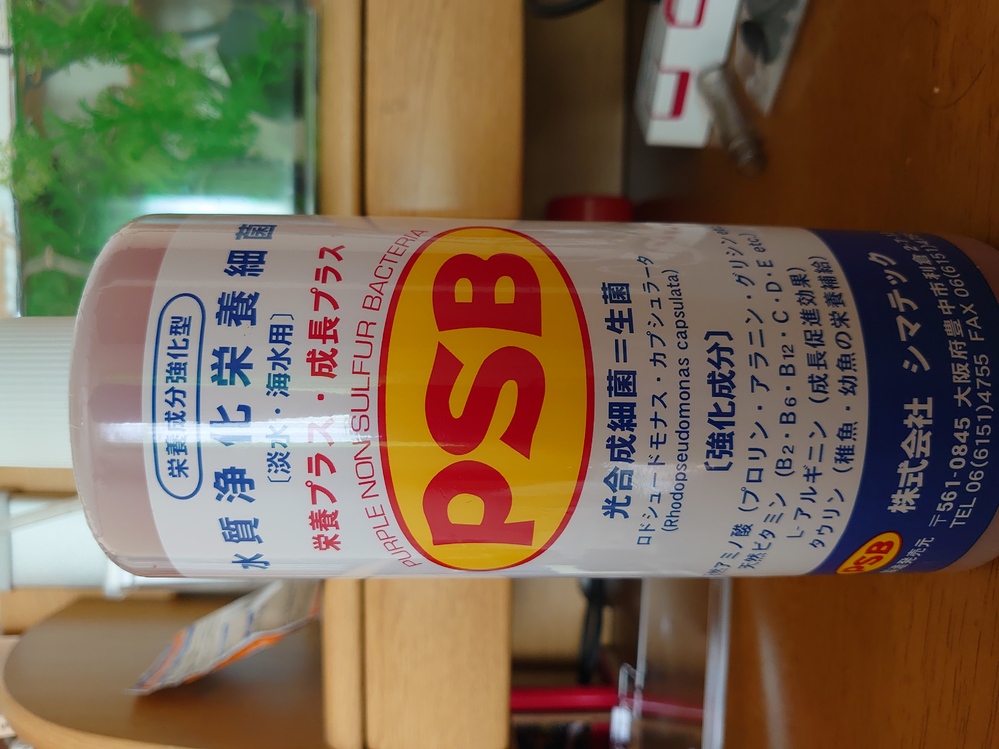 栄養成分強化型
水質浄化栄養細菌
〔淡水・海水用〕
栄養プラス・成長プラス
PURPLE NON SULFUR BACTERIA
PSB
光合成細菌=生菌
ロドシュードモナス・カプシュラータ
(Rhodopseudomonas capsulata)
〔強化成分〕
アミノ酸(プロリン・アラニン・グリシン
天然ビタミン(B2・B6・B12・C・D・E etc.)
L-アルギニン(成長促進効果)
タウリン(稚魚・幼魚の栄養補給)
PSB
発売元
株式会社 シマテック
〒561-0845 大阪府豊中市利倉
TEL 06(6151)4755 FAX 06(615